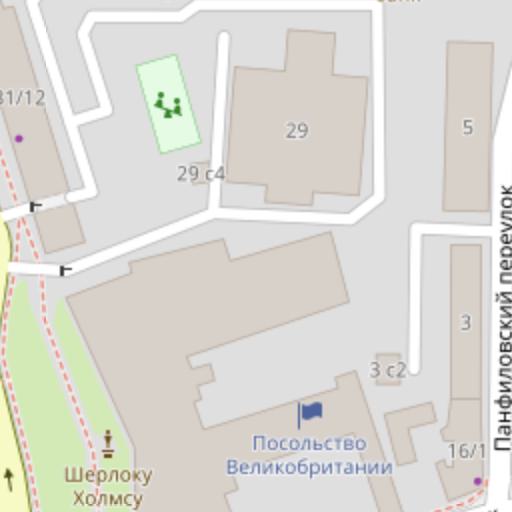 31/12
29
5
29 с4
Панфиловский переулок
3
3 с2
Посольство
Великобритании
16/1
Шерлоку
Холмсу